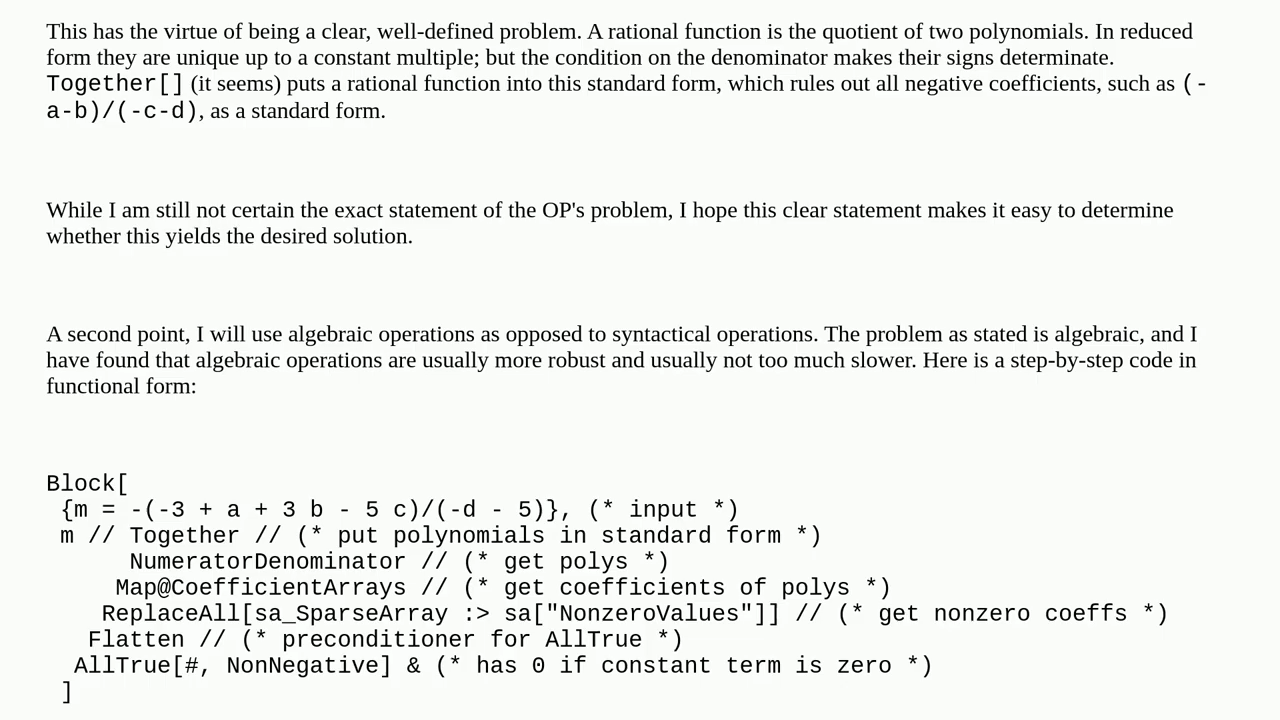 This has the virtue of being a clear, well-defined problem. A rational function is the quotient of two polynomials. In reduced
form they are unique up to a constant multiple; but the condition on the denominator makes their signs determinate.
Together[] (it seems) puts a rational function into this standard form, which rules out all negative coefficients, such as (-
a-b)/(-c-d), as a standard form.
While I am still not certain the exact statement of the OP's problem, I hope this clear statement makes it easy to determine
whether this yields the desired solution.
A second point, I will use algebraic operations as opposed to syntactical operations. The problem as stated is algebraic, and I
have found that algebraic operations are usually more robust and usually not too much slower. Here is a step-by-step code in
functional form:
Block[
 {m = -(-3 + a + 3 b - 5 c)/(-d - 5)}, (* input *)
 m // Together // (* put polynomials in standard form *)
      NumeratorDenominator // (* get polys *)
     Map@CoefficientArrays // (* get coefficients of polys *)
    ReplaceAll[sa_SparseArray :> sa["NonzeroValues"]] // (* get nonzero coeffs *)
   Flatten // (* preconditioner for AllTrue *)
  AllTrue[#, NonNegative] & (* has 0 if constant term is zero *)
 ]